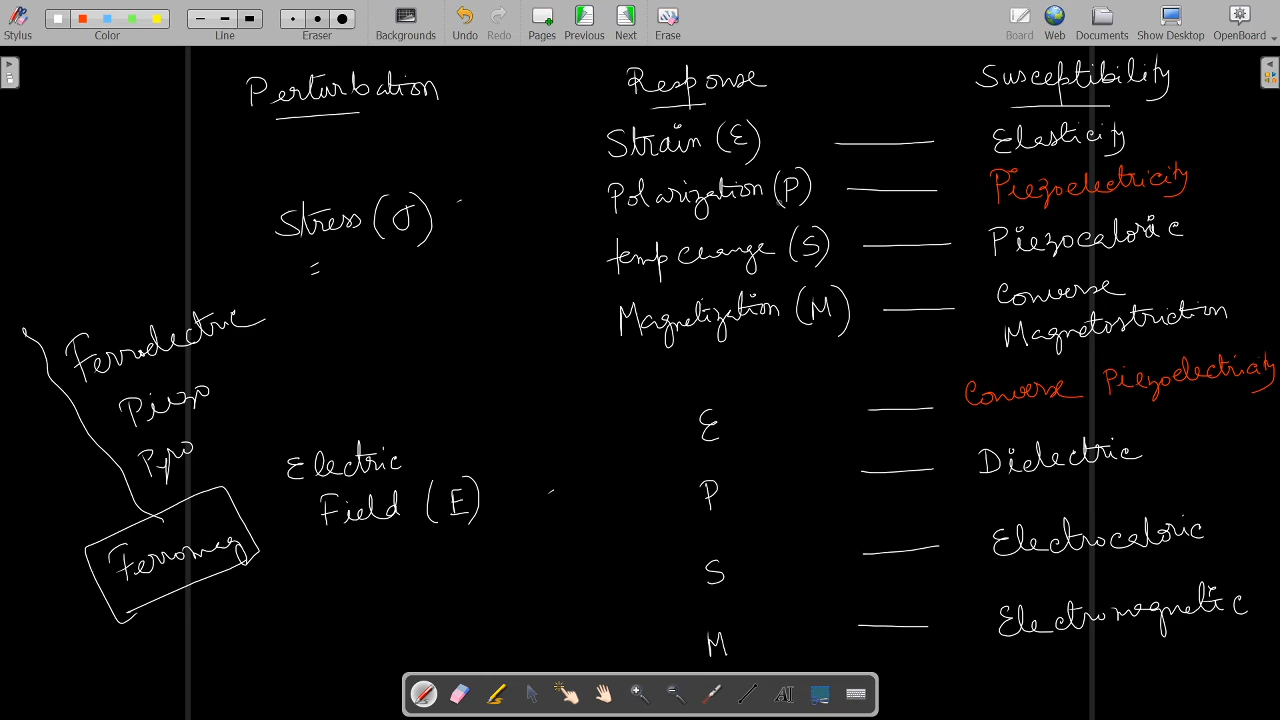 Stylus Color Line Eraser Backgrounds Undo Redo Pages Previous Next Erase Board Web Documents Show Desktop OpenBoard
Perturbation Response Susceptibility
Strain (ε) — Elasticity
Polarization (P) — Piezoelectricity
Stress (σ)
temp change (S) — Piezocaloric
=
Magnetization (M) — Converse
Magnetostriction
Ferroelectric
Piezo
Pyro
Ferromag
ε — Converse Piezoelectricity
Electric
Field (E)
P — Dielectric
S — Electrocaloric
M — Electromagnetic